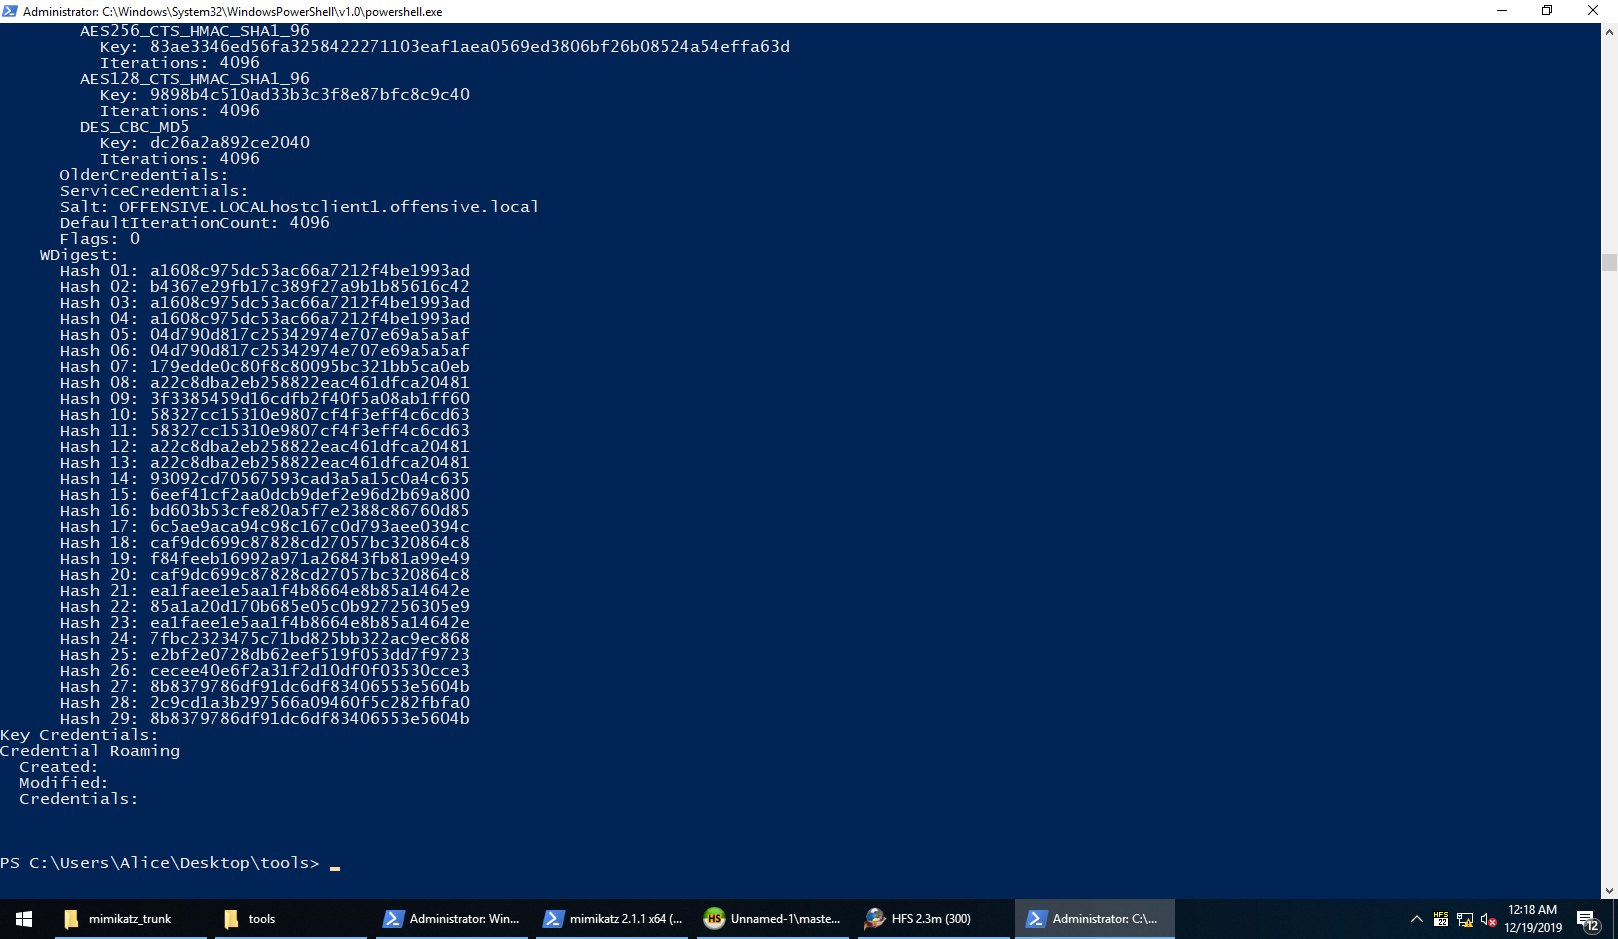 Administrator: C:\Windows\System32\WindowsPowerShell\v1.0\powershell.exe
AES256_CTS_HMAC_SHA1_96
Key: 83ae3346ed56fa3258422271103eaf1aea0569ed3806bf26b08524a54effa63d
Iterations: 4096
AES128_CTS_HMAC_SHA1_96
Key: 9898b4c510ad33b3c3f8e87bfc8c9c40
Iterations: 4096
DES_CBC_MD5
Key: dc26a2a892ce2040
Iterations: 4096
OlderCredentials:
ServiceCredentials:
Salt: OFFENSIVE.LOCALhostclient1.offensive.local
DefaultIterationCount: 4096
Flags: 0
WDigest:
Hash 01: a1608c975dc53ac66a7212f4be1993ad
Hash 02: b4367e29fb17c389f27a9b1b85616c42
Hash 03: a1608c975dc53ac66a7212f4be1993ad
Hash 04: a1608c975dc53ac66a7212f4be1993ad
Hash 05: 04d790d817c25342974e707e69a5a5af
Hash 06: 04d790d817c25342974e707e69a5a5af
Hash 07: 179edde0c80f8c80095bc321bb5ca0eb
Hash 08: a22c8dba2eb258822eac461dfca20481
Hash 09: 3f3385459d16cdfb2f40f5a08ab1ff60
Hash 10: 58327cc15310e9807cf4f3eff4c6cd63
Hash 11: 58327cc15310e9807cf4f3eff4c6cd63
Hash 12: a22c8dba2eb258822eac461dfca20481
Hash 13: a22c8dba2eb258822eac461dfca20481
Hash 14: 93092cd70567593cad3a5a15c0a4c635
Hash 15: 6eef41cf2aa0dcb9def2e96d2b69a800
Hash 16: bd603b53cfe820a5f7e2388c86760d85
Hash 17: 6c5ae9aca94c98c167c0d793aee0394c
Hash 18: caf9dc699c87828cd27057bc320864c8
Hash 19: f84feeb16992a971a26843fb81a99e49
Hash 20: caf9dc699c87828cd27057bc320864c8
Hash 21: ea1faee1e5aa1f4b8664e8b85a14642e
Hash 22: 85a1a20d170b685e05c0b927256305e9
Hash 23: ea1faee1e5aa1f4b8664e8b85a14642e
Hash 24: 7fbc2323475c71bd825bb322ac9ec868
Hash 25: e2bf2e0728db62eef519f053dd7f9723
Hash 26: cecee40e6f2a31f2d10df0f03530cce3
Hash 27: 8b8379786df91dc6df83406553e5604b
Hash 28: 2c9cd1a3b297566a09460f5c282fbfa0
Hash 29: 8b8379786df91dc6df83406553e5604b
Key Credentials:
Credential Roaming
Created:
Modified:
Credentials:
PS C:\Users\Alice\Desktop\tools> _
mimikatz_trunk
tools
Administrator: Win...
mimikatz 2.1.1 x64 (...
HS
Unnamed-1\maste...
HFS 2.3m (300)
Administrator: C:\...
HFS
22
12:18 AM
12/19/2019
12